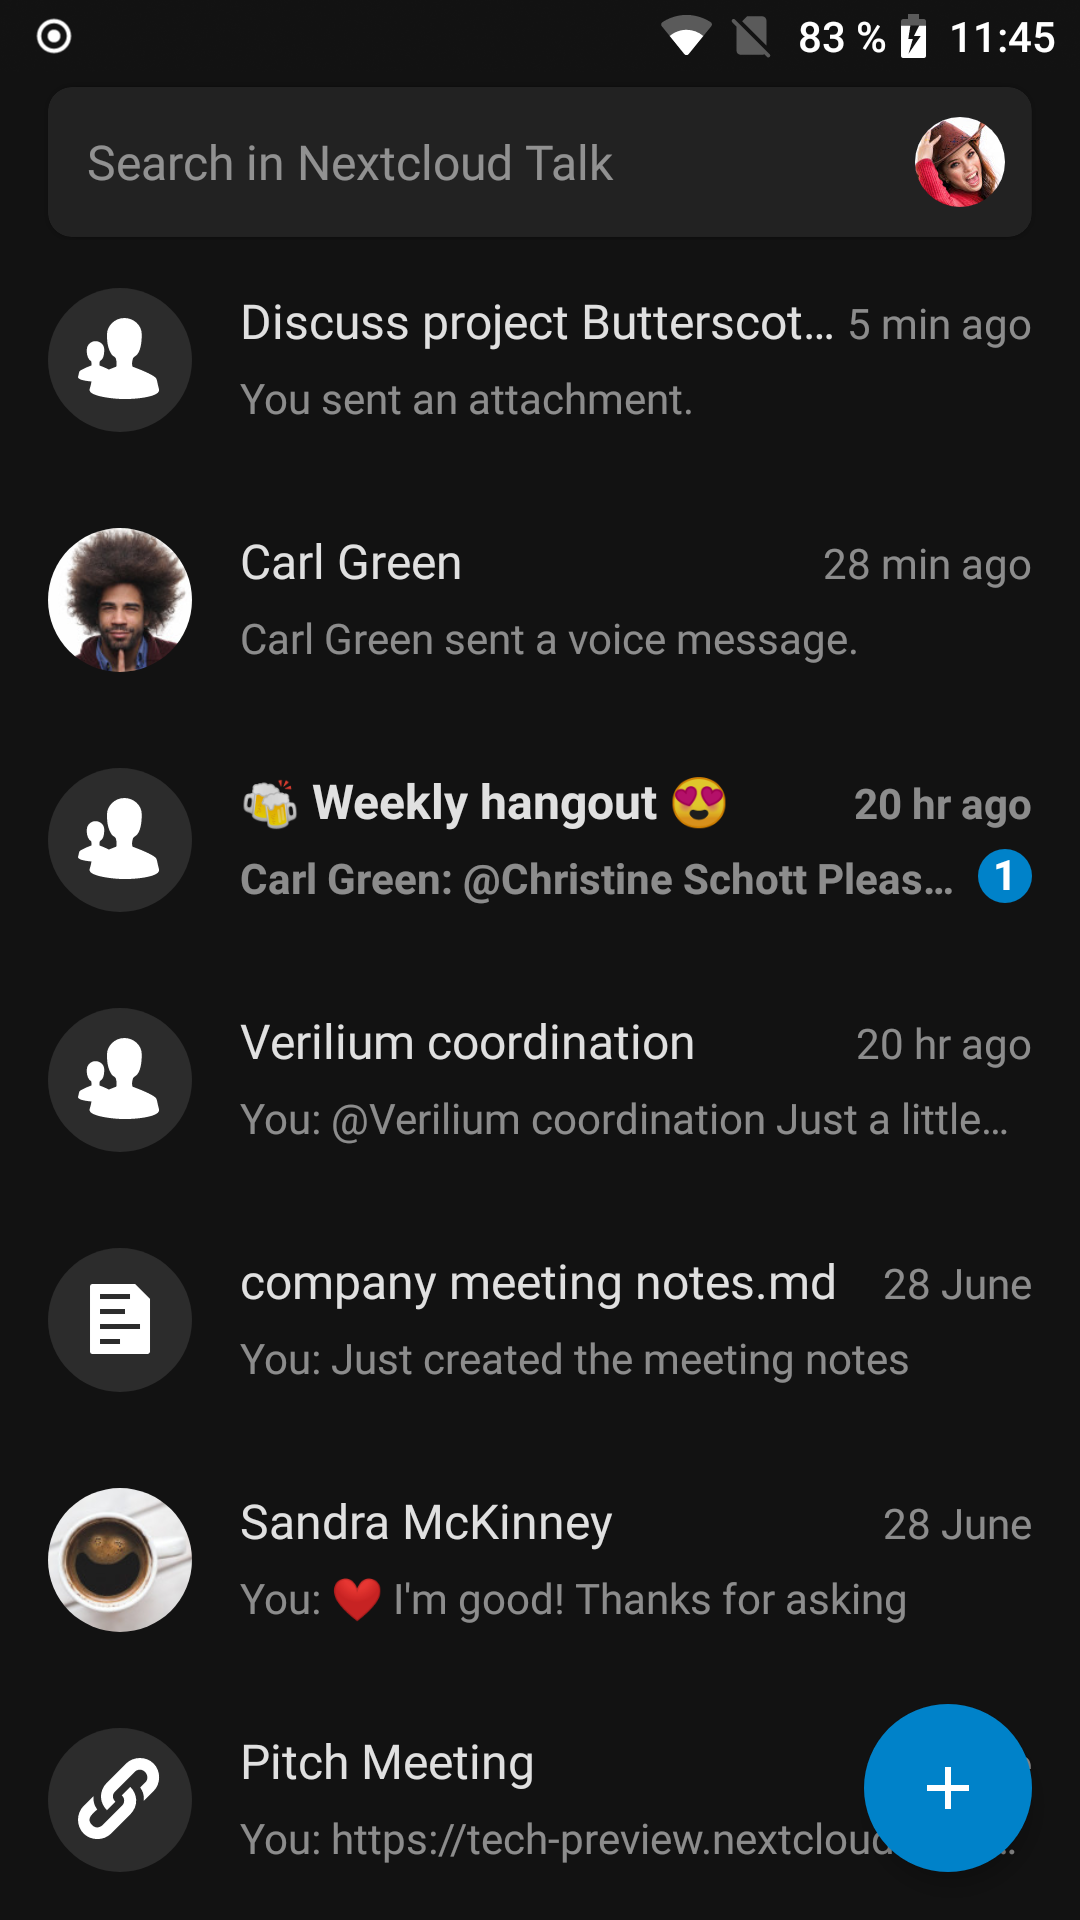 83 % 11:45
Search in Nextcloud Talk
Discuss project Butterscot... 5 min ago
You sent an attachment.
Carl Green 28 min ago
Carl Green sent a voice message.
🍻 Weekly hangout 😍 20 hr ago
Carl Green: @Christine Schott Pleas... 1
Verilium coordination 20 hr ago
You: @Verilium coordination Just a little...
company meeting notes.md 28 June
You: Just created the meeting notes
Sandra McKinney 28 June
You: ❤️ I'm good! Thanks for asking
Pitch Meeting
You: https://tech-preview.nextcloud